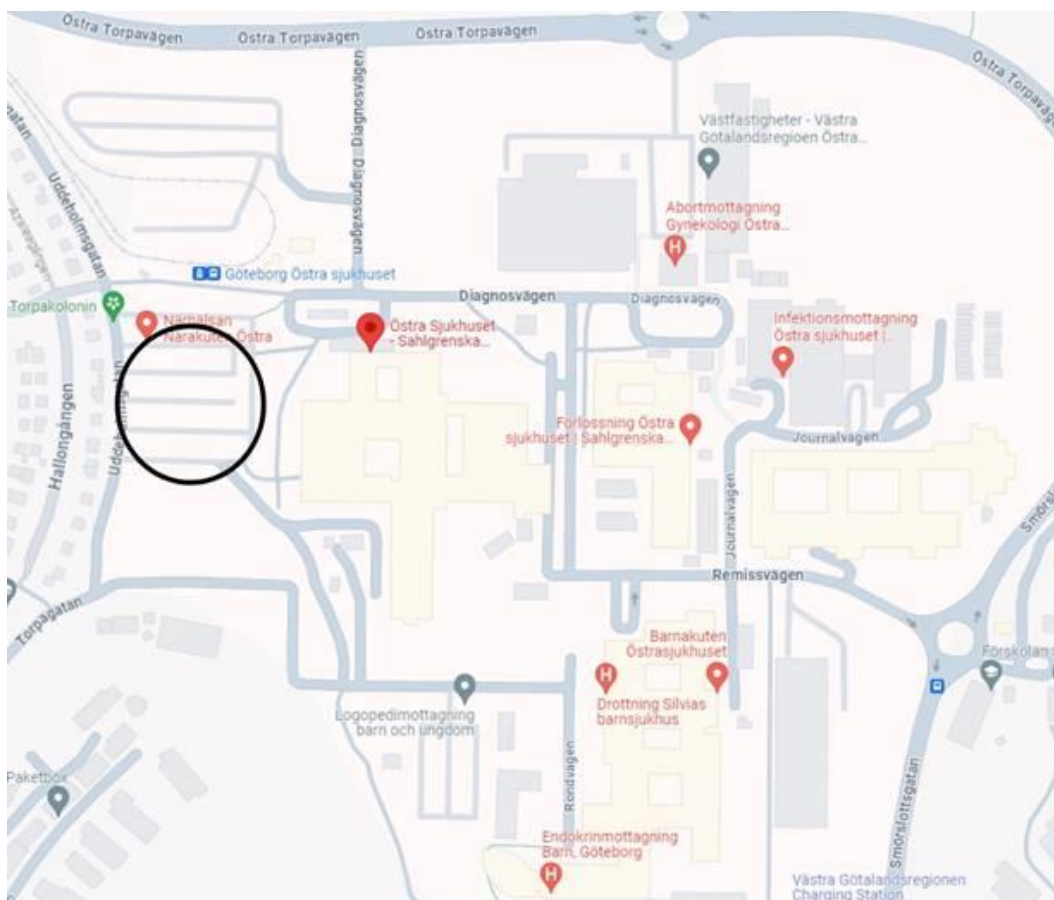 Östra Torpavägen
Östra Torpavägen
Östra Torpavägen
Östra Torpavägen
Diagnosvägen
Diagnosvägen
Västfastigheter - Västra
Götalandsregioen Östra...
Uddeholmsgatan
Abortmottagning
Gynekologi Östra...
H
Göteborg Östra sjukhuset
Torpakolonin
Diagnosvägen
Diagnosvägen
Närhälsan
Närakuten Östra
Östra Sjukhuset
- Sahlgrenska...
Infektionsmottagning
Östra sjukhuset |...
Hallongången
Förlossning Östra
sjukhuset | Sahlgrenska...
Journalvägen
Journalvägen
Remissvägen
Torpagatan
Barnakuten
Östrasjukhuset
H
Drottning Silvias
barnsjukhus
Förskolan
Logopedimottagning
barn och ungdom
Rondvägen
Smörslottsgatan
Paketbox
Endokrinmottagning
Barn, Göteborg
H
Västra Götalandsregionen
Charging Station